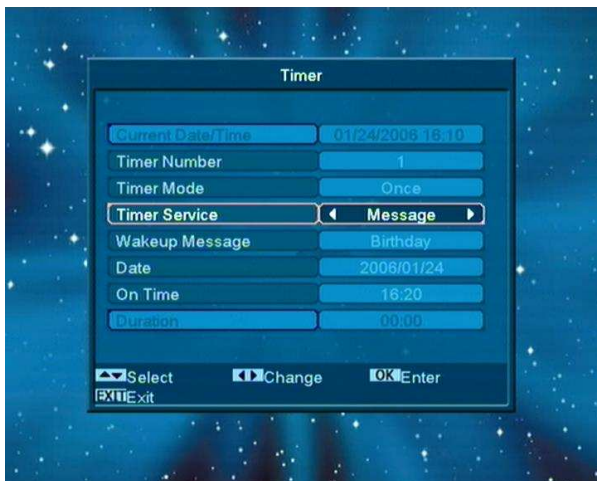 Timer
Current Date/Time 01/24/2006 16:10
Timer Number 1
Timer Mode Once
Timer Service Message
Wakeup Message Birthday
Date 2006/01/24
On Time 16:20
Duration 00:00
Select Change OK Enter
EXIT Exit